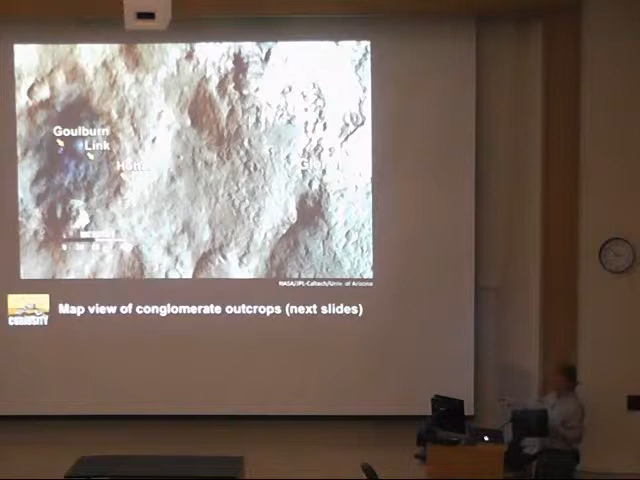 Goulburn
Link
NASA/JPL-Caltech/Univ. of Arizona
CURIOSITY
Map view of conglomerate outcrops (next slides)